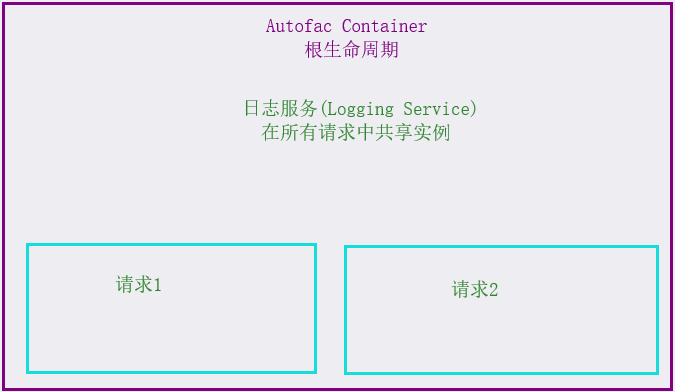 Autofac Container
根生命周期
日志服务(Logging Service)
在所有请求中共享实例
请求1
请求2